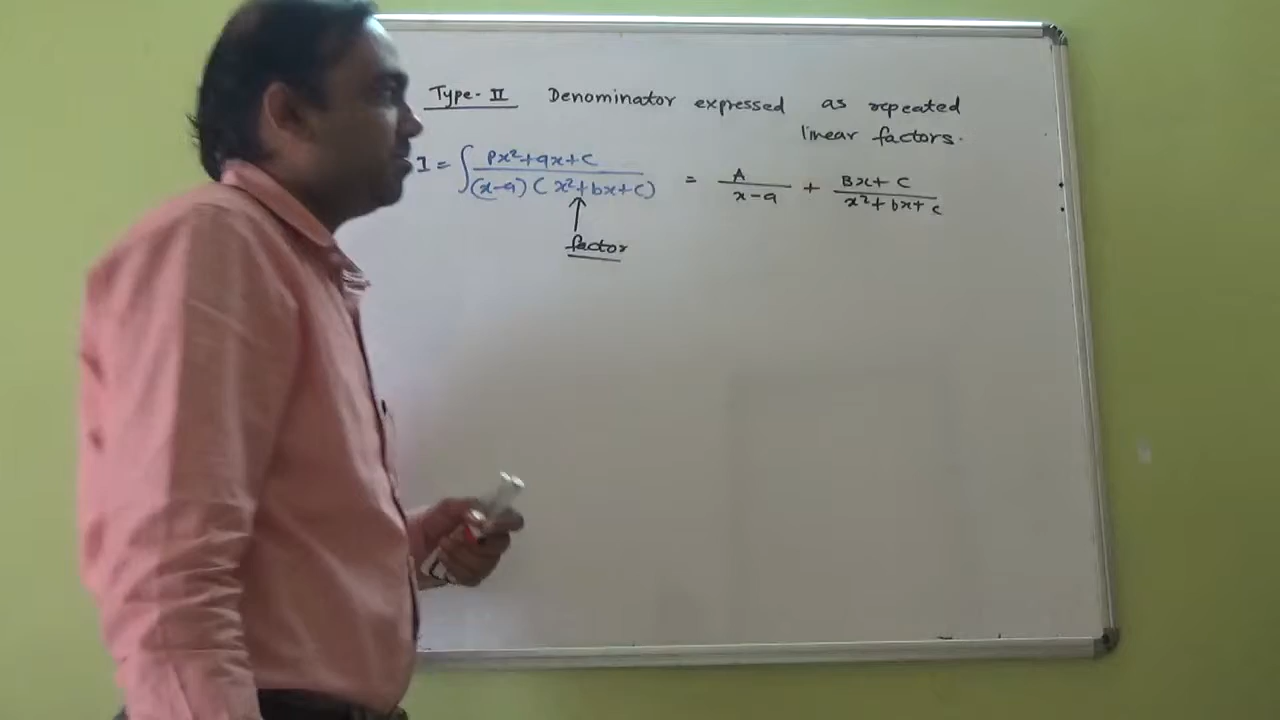 Type-II Denominator expressed as repeated
linear factors.
I = ∫ (px²+qx+c)/((x-a)(x²+bx+c)) = A/(x-a) + (Bx+C)/(x²+bx+c)
factor